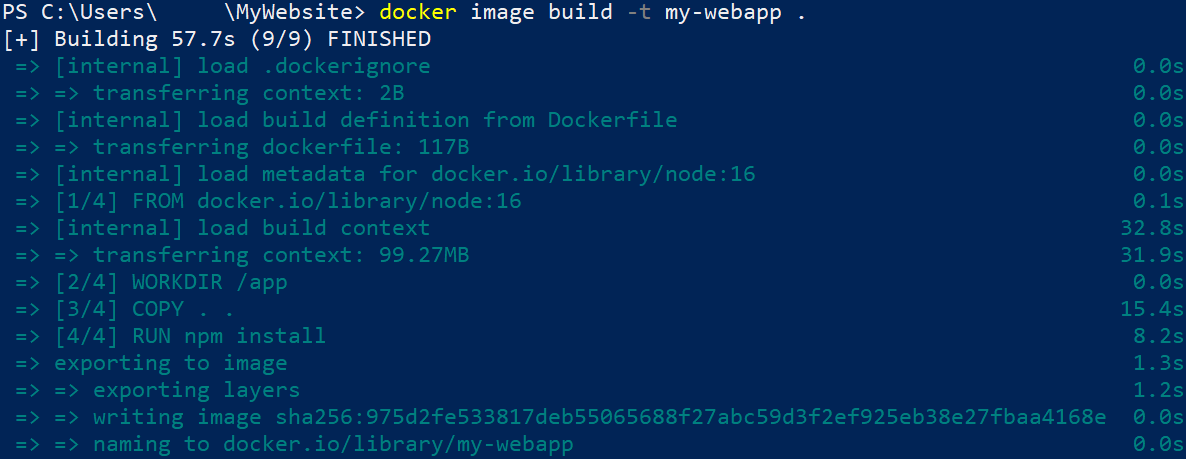 PS C:\Users\      \MyWebsite> docker image build -t my-webapp .
[+] Building 57.7s (9/9) FINISHED
=> [internal] load .dockerignore 0.0s
=> => transferring context: 2B 0.0s
=> [internal] load build definition from Dockerfile 0.0s
=> => transferring dockerfile: 117B 0.0s
=> [internal] load metadata for docker.io/library/node:16 0.0s
=> [1/4] FROM docker.io/library/node:16 0.1s
=> [internal] load build context 32.8s
=> => transferring context: 99.27MB 31.9s
=> [2/4] WORKDIR /app 0.0s
=> [3/4] COPY . . 15.4s
=> [4/4] RUN npm install 8.2s
=> exporting to image 1.3s
=> => exporting layers 1.2s
=> => writing image sha256:975d2fe533817deb55065688f27abc59d3f2ef925eb38e27fbaa4168e 0.0s
=> => naming to docker.io/library/my-webapp 0.0s